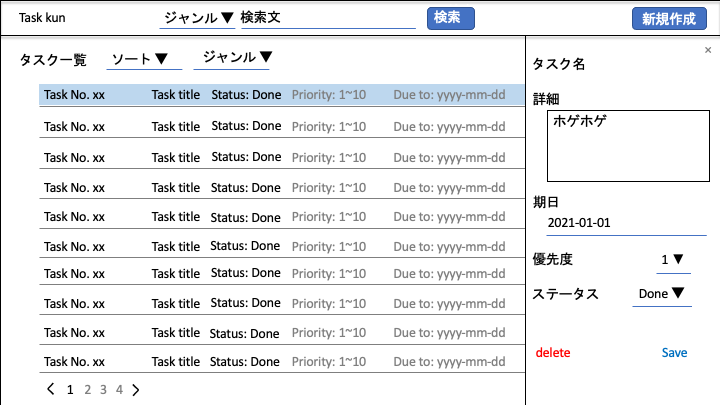 Task kun ジャンル▼ 検索文 検索 新規作成
タスク一覧 ソート▼ ジャンル▼
Task No. xx Task title Status: Done Priority: 1~10 Due to: yyyy-mm-dd
Task No. xx Task title Status: Done Priority: 1~10 Due to: yyyy-mm-dd
Task No. xx Task title Status: Done Priority: 1~10 Due to: yyyy-mm-dd
Task No. xx Task title Status: Done Priority: 1~10 Due to: yyyy-mm-dd
Task No. xx Task title Status: Done Priority: 1~10 Due to: yyyy-mm-dd
Task No. xx Task title Status: Done Priority: 1~10 Due to: yyyy-mm-dd
Task No. xx Task title Status: Done Priority: 1~10 Due to: yyyy-mm-dd
Task No. xx Task title Status: Done Priority: 1~10 Due to: yyyy-mm-dd
Task No. xx Task title Status: Done Priority: 1~10 Due to: yyyy-mm-dd
Task No. xx Task title Status: Done Priority: 1~10 Due to: yyyy-mm-dd
< 1 2 3 4 >
×
タスク名
詳細
ホゲホゲ
期日
2021-01-01
優先度 1▼
ステータス Done▼
delete Save